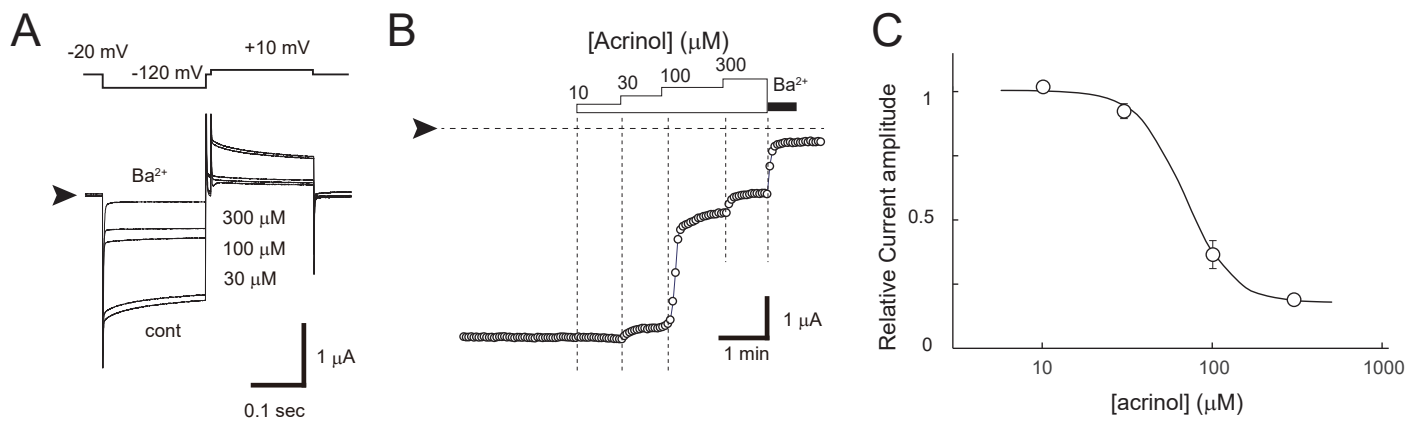 A
-20 mV
-120 mV
+10 mV
Ba²⁺
300 μM
100 μM
30 μM
cont
1 μA
0.1 sec
B
[Acrinol] (μM)
10
30
100
300
Ba²⁺
1 μA
1 min
C
Relative Current amplitude
1
0.5
0
10
100
1000
[acrinol] (μM)